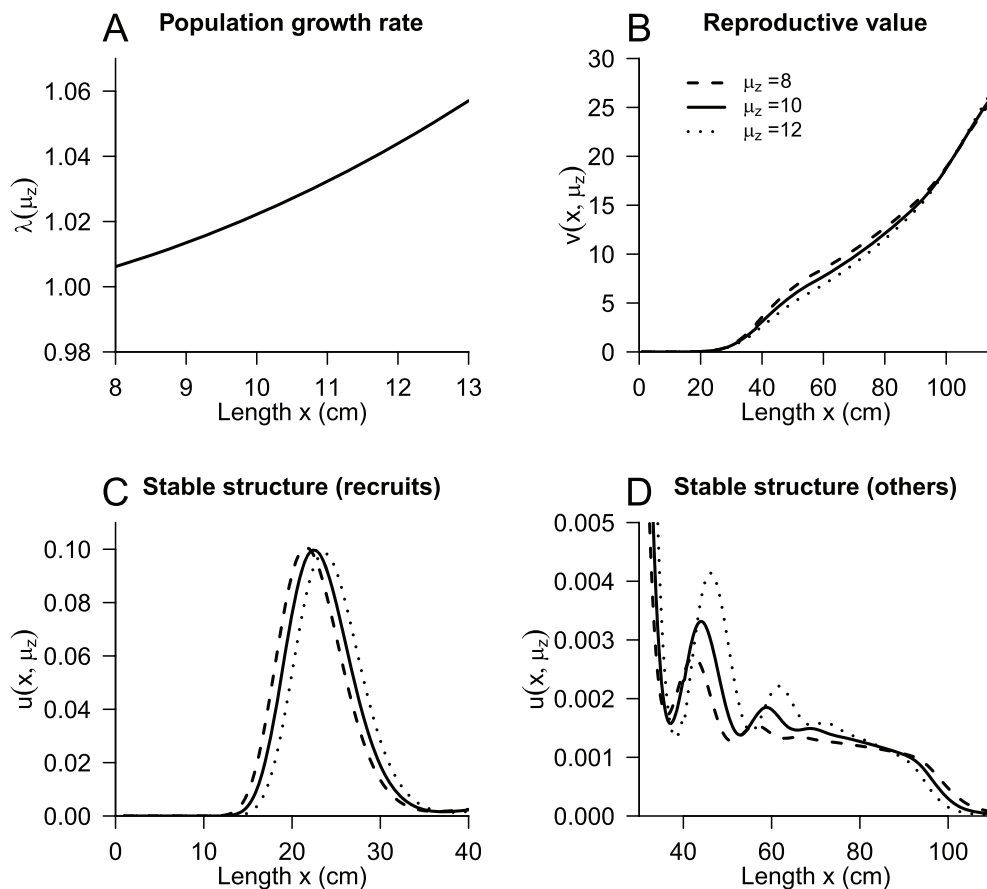 A Population growth rate
λ(μz)
1.06
1.04
1.02
1.00
0.98
8 9 10 11 12 13
Length x (cm)
B Reproductive value
v(x, μz)
30
25
20
15
10
5
0
μz =8
μz =10
μz =12
0 20 40 60 80 100
Length x (cm)
C Stable structure (recruits)
u(x, μz)
0.10
0.08
0.06
0.04
0.02
0.00
0 10 20 30 40
Length x (cm)
D Stable structure (others)
u(x, μz)
0.005
0.004
0.003
0.002
0.001
0.000
40 60 80 100
Length x (cm)